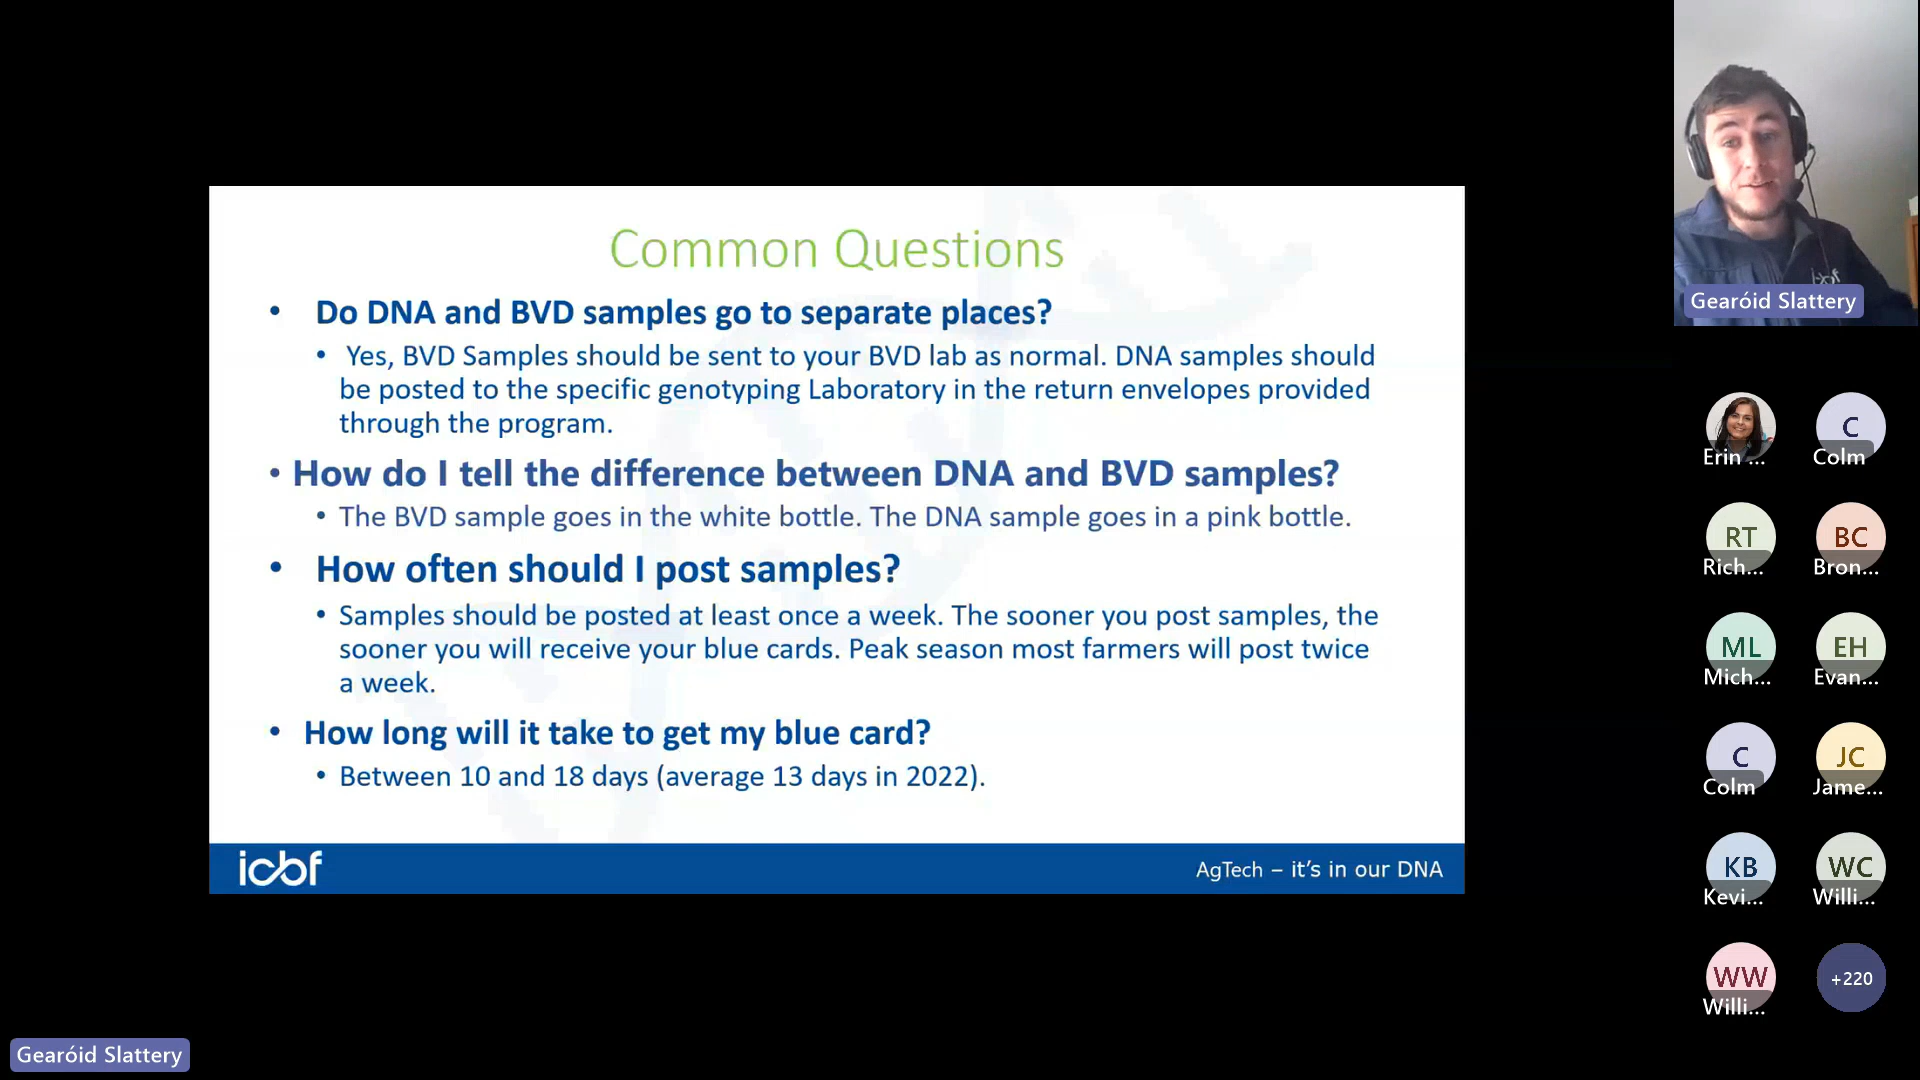 Common Questions
• Do DNA and BVD samples go to separate places?
• Yes, BVD Samples should be sent to your BVD lab as normal. DNA samples should
be posted to the specific genotyping Laboratory in the return envelopes provided
through the program.
• How do I tell the difference between DNA and BVD samples?
• The BVD sample goes in the white bottle. The DNA sample goes in a pink bottle.
• How often should I post samples?
• Samples should be posted at least once a week. The sooner you post samples, the
sooner you will receive your blue cards. Peak season most farmers will post twice
a week.
• How long will it take to get my blue card?
• Between 10 and 18 days (average 13 days in 2022).
icbf
AgTech – it's in our DNA
Gearóid Slattery
icbf
Gearóid Slattery
Erin ...
C
Colm
RT
Rich...
BC
Bron...
ML
Mich...
EH
Evan...
C
Colm
JC
Jame...
KB
Kevi...
WC
Willi...
WW
Willi...
+220